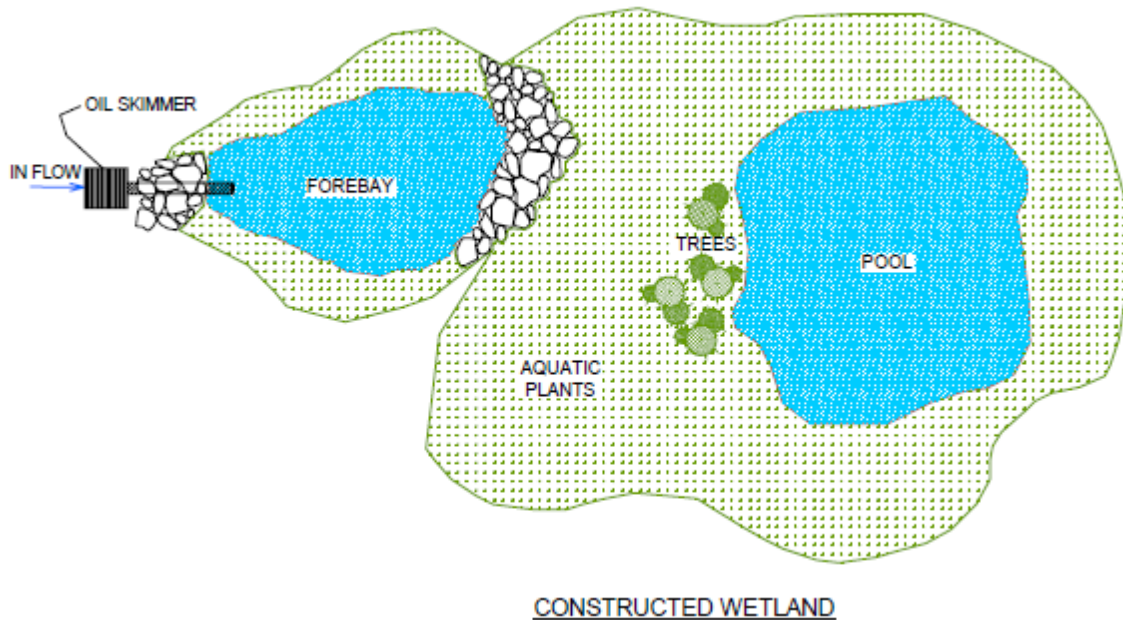 OIL SKIMMER
IN FLOW
FOREBAY
TREES
POOL
AQUATIC
PLANTS
CONSTRUCTED WETLAND